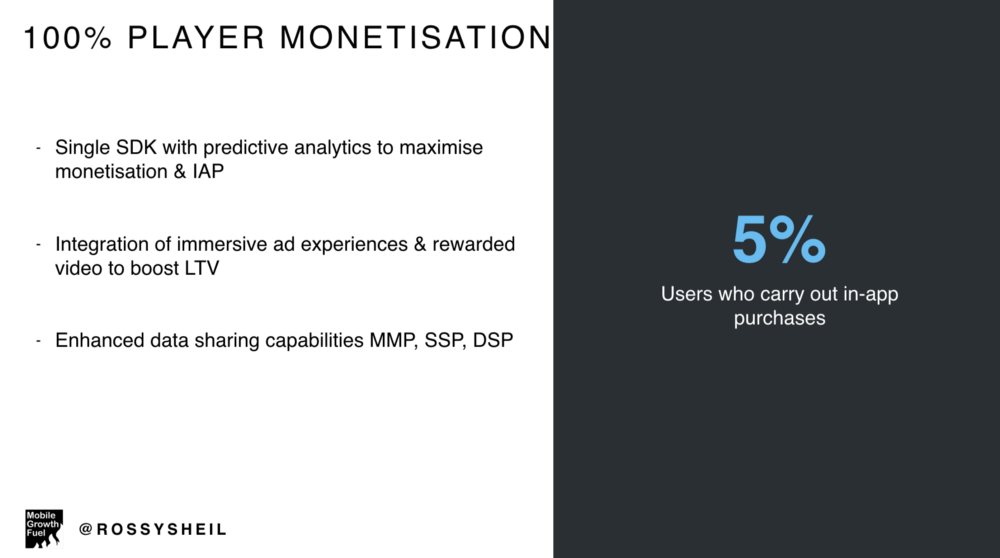 100% PLAYER MONETISATION
- Single SDK with predictive analytics to maximise
monetisation & IAP
- Integration of immersive ad experiences & rewarded
video to boost LTV
- Enhanced data sharing capabilities MMP, SSP, DSP
5%
Users who carry out in-app
purchases
Mobile
Growth
Fuel
@ROSSYSHEIL